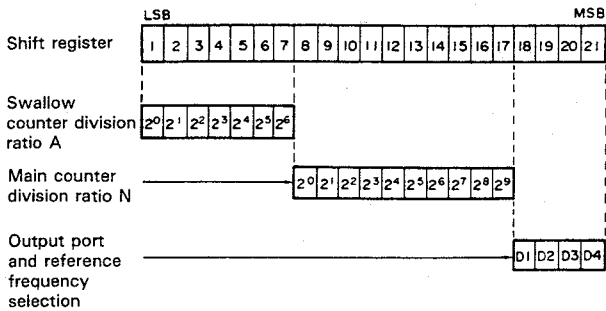 LSB MSB
Shift register 1 2 3 4 5 6 7 8 9 10 11 12 13 14 15 16 17 18 19 20 21
Swallow
counter division
ratio A
2⁰ 2¹ 2² 2³ 2⁴ 2⁵ 2⁶
Main counter
division ratio N
2⁰ 2¹ 2² 2³ 2⁴ 2⁵ 2⁶ 2⁷ 2⁸ 2⁹
Output port
and reference
frequency
selection
D1 D2 D3 D4